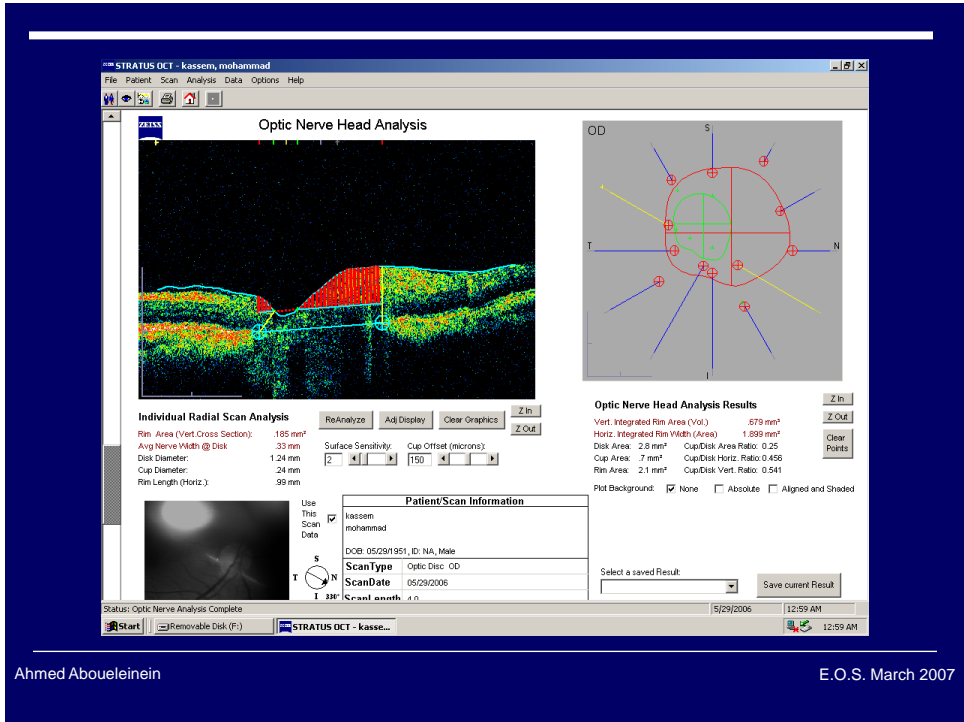 STRATUS OCT - kassem, mohammad
File Patient Scan Analysis Data Options Help
ZEISS
Optic Nerve Head Analysis
OD
S
T
N
I
Individual Radial Scan Analysis
Rim Area (Vert.Cross Section): .185 mm²
Avg Nerve Width @ Disk .33 mm
Disk Diameter: 1.24 mm
Cup Diameter: .24 mm
Rim Length (Horiz.): .99 mm
ReAnalyze Adj Display Clear Graphics
Z In
Z Out
Surface Sensitivity: Cup Offset (microns):
2 150
Optic Nerve Head Analysis Results
Vert. Integrated Rim Area (Vol.) .679 mm³
Horiz. Integrated Rim Width (Area) 1.899 mm²
Disk Area: 2.8 mm² Cup/Disk Area Ratio: 0.25
Cup Area: .7 mm² Cup/Disk Horiz. Ratio: 0.456
Rim Area: 2.1 mm² Cup/Disk Vert. Ratio: 0.541
Z In
Z Out
Clear
Points
Plot Background: None Absolute Aligned and Shaded
Use
This
Scan
Data
S
T N
I 330°
Patient/Scan Information
kassem
mohammad
DOB: 05/29/1951, ID: NA, Male
ScanType Optic Disc OD
ScanDate 05/29/2006
ScanLength 4.0
Select a saved Result:
Save current Result
Status: Optic Nerve Analysis Complete 5/29/2006 12:59 AM
Start Removable Disk (F:) STRATUS OCT - kasse... 12:59 AM
Ahmed Aboueleinein
E.O.S. March 2007